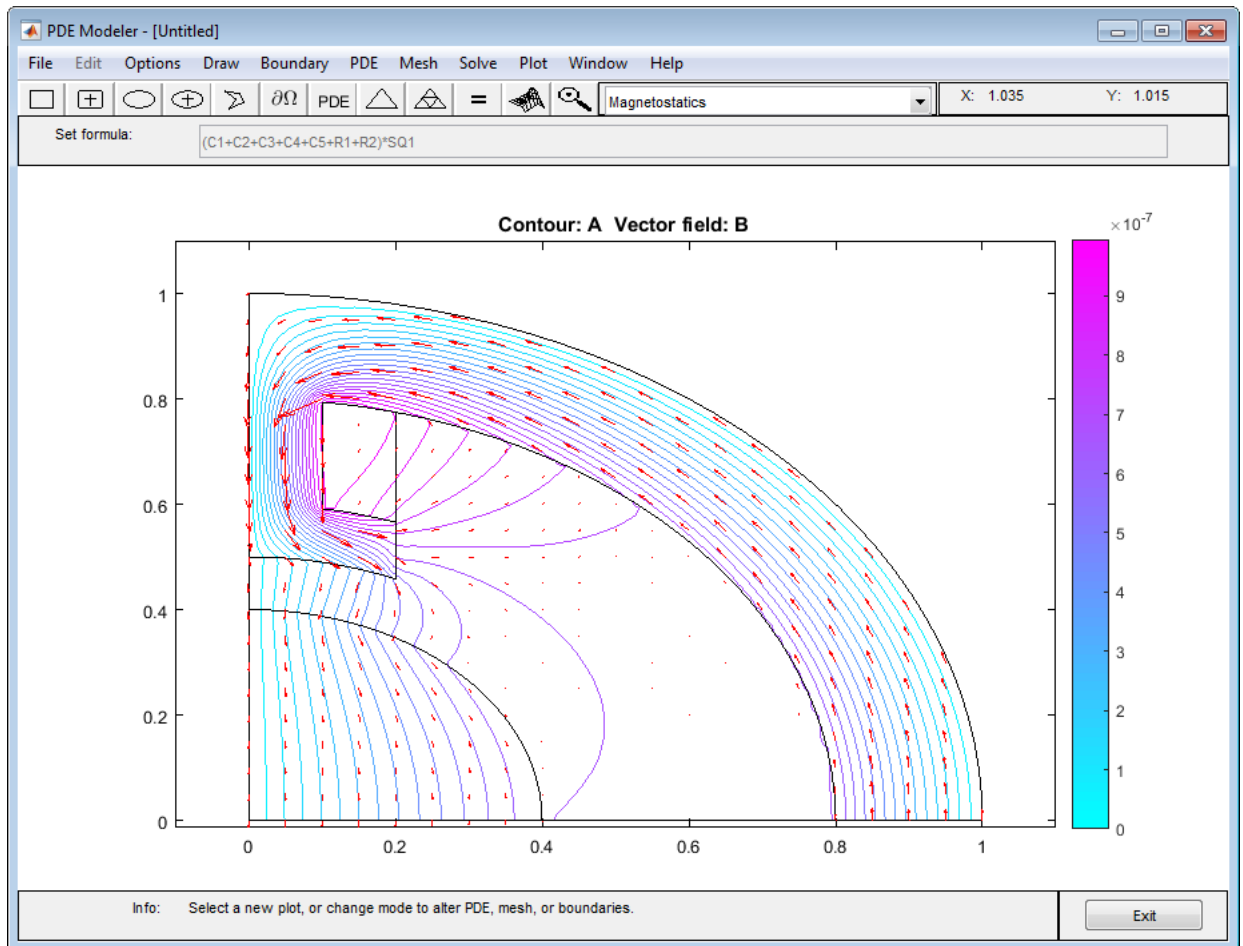 PDE Modeler - [Untitled]
File Edit Options Draw Boundary PDE Mesh Solve Plot Window Help
∂Ω PDE = Magnetostatics X: 1.035 Y: 1.015
Set formula: (C1+C2+C3+C4+C5+R1+R2)*SQ1
Contour: A Vector field: B
×10^-7
1
0.8
0.6
0.4
0.2
0
0 0.2 0.4 0.6 0.8 1
9
8
7
6
5
4
3
2
1
0
Info: Select a new plot, or change mode to alter PDE, mesh, or boundaries.
Exit